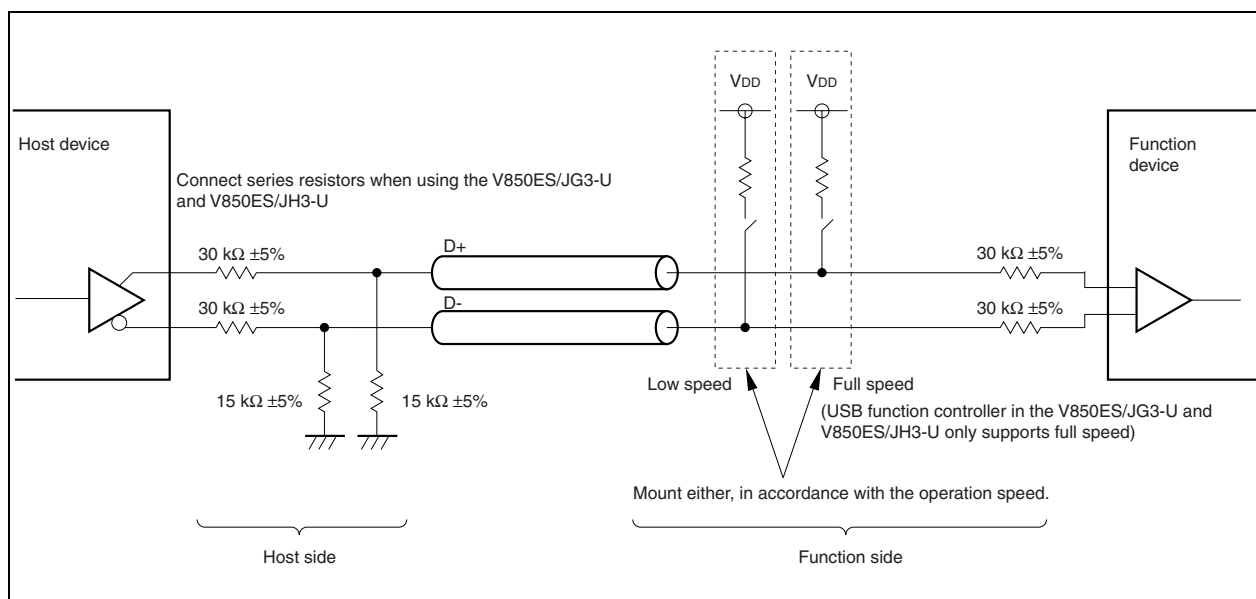 VDD
VDD
Host device
Function
device
Connect series resistors when using the V850ES/JG3-U
and V850ES/JH3-U
D+
30 kΩ ±5%
30 kΩ ±5%
D-
30 kΩ ±5%
30 kΩ ±5%
Low speed
Full speed
15 kΩ ±5%
15 kΩ ±5%
(USB function controller in the V850ES/JG3-U and
V850ES/JH3-U only supports full speed)
Mount either, in accordance with the operation speed.
Host side
Function side